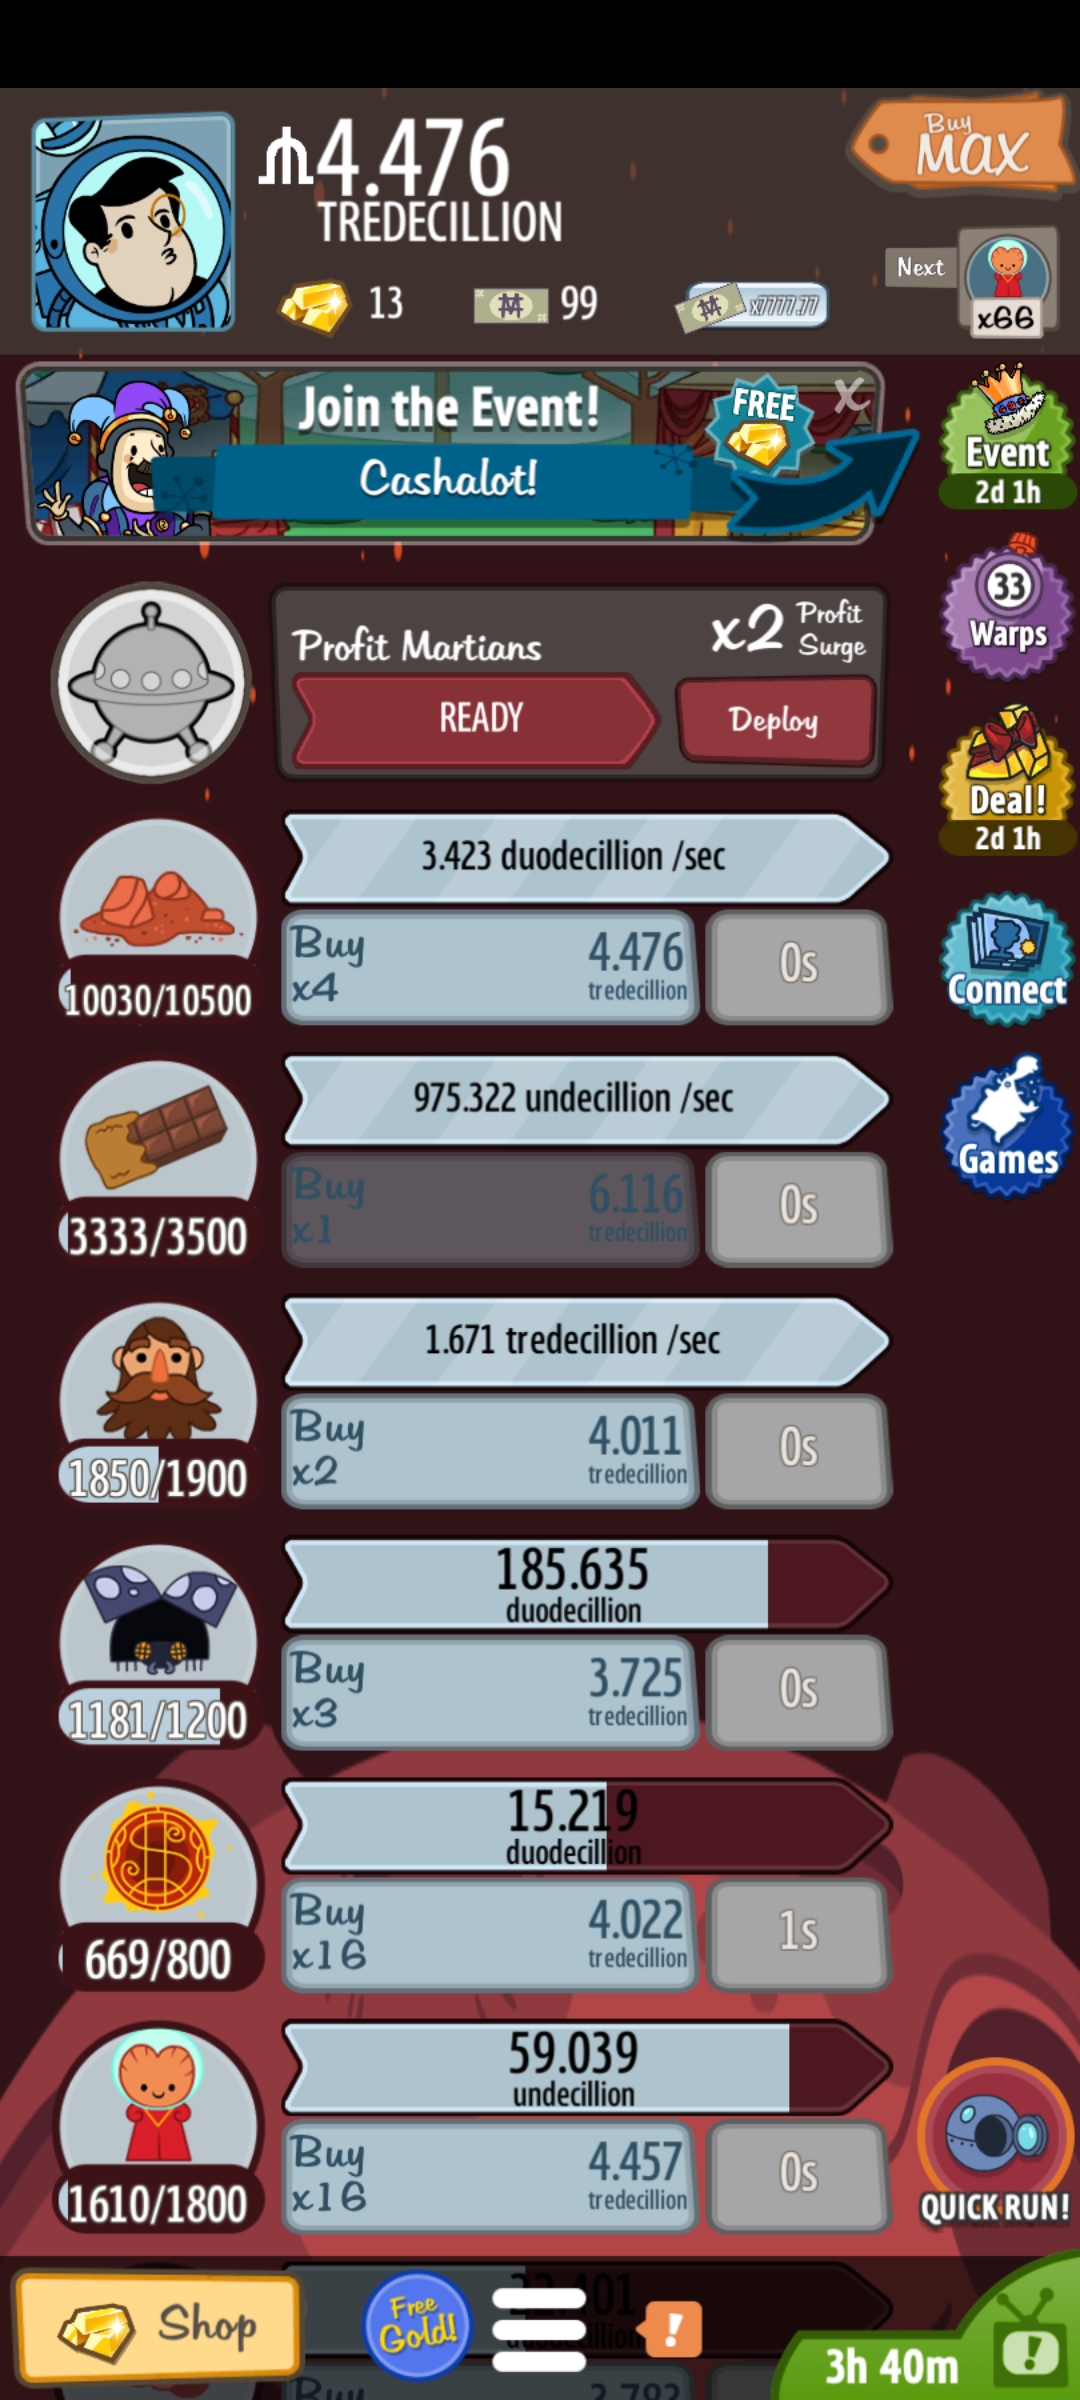 4.476
TREDECILLION
Buy
MAX
13
99
x7777.77
Next
x66
Join the Event!
Cashalot!
FREE
X
Event
2d 1h
33
Warps
Profit Martians
x2 Profit
Surge
READY
Deploy
Deal!
2d 1h
3.423 duodecillion /sec
10030/10500
Buy
x4
4.476
tredecillion
0s
Connect
975.322 undecillion /sec
3333/3500
Buy
x1
6.116
tredecillion
0s
Games
1.671 tredecillion /sec
1850/1900
Buy
x2
4.011
tredecillion
0s
185.635
duodecillion
1181/1200
Buy
x3
3.725
tredecillion
0s
15.219
duodecillion
669/800
Buy
x16
4.022
tredecillion
1s
59.039
undecillion
1610/1800
Buy
x16
4.457
tredecillion
0s
QUICK RUN!
Shop
Free
Gold!
!
3h 40m
!
Buy